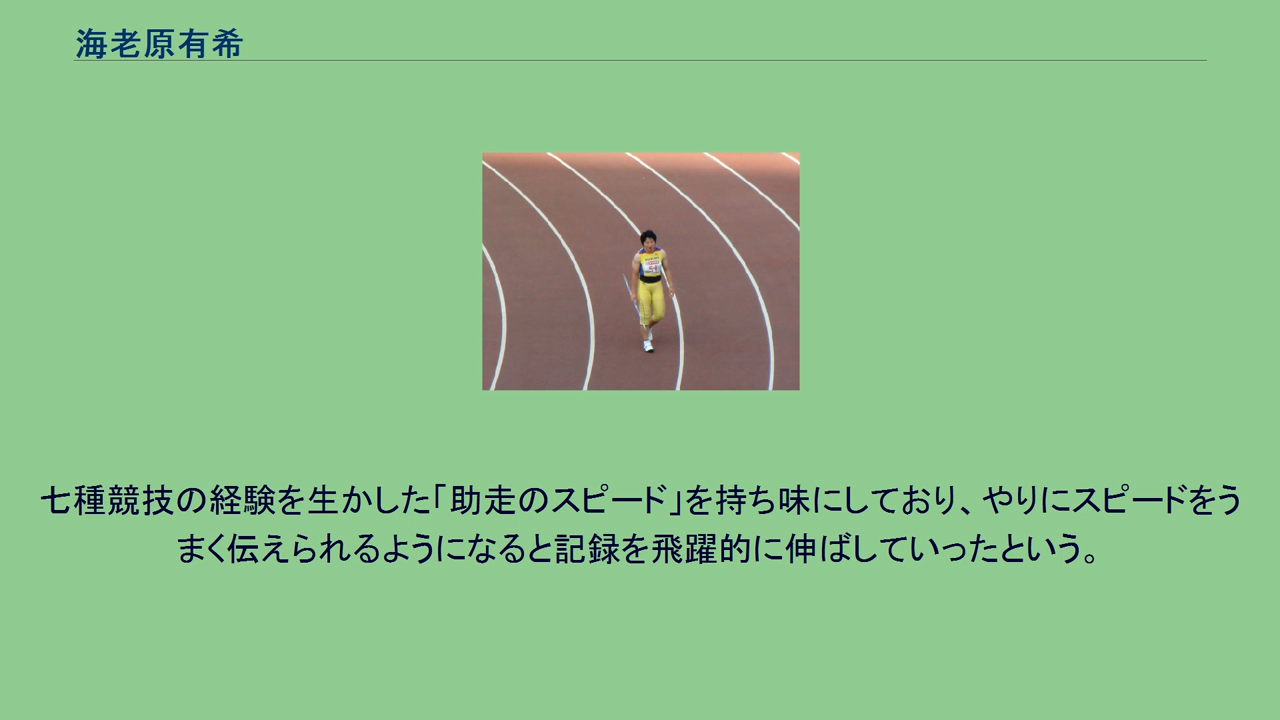 海老原有希
七種競技の経験を生かした「助走のスピード」を持ち味にしており、やりにスピードをう
まく伝えられるようになると記録を飛躍的に伸ばしていったという。